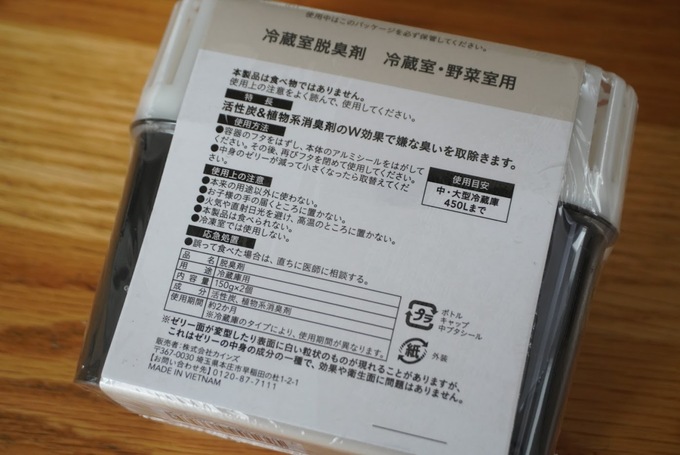 使用中はこのパッケージを必ず保管してください。
冷蔵室脱臭剤 冷蔵室・野菜室用
本製品は食べ物ではありません。
使用上の注意をよく読んで、使用してください。
特 長
活性炭&植物系消臭剤のW効果で嫌な臭いを取除きます。
使用方法
●容器のフタをはずし、本体のアルミシールをはがして
ください。その後、再びフタを閉めて使用してください。
●中身のゼリーが減って小さくなったら取替えてくだ
さい。
使用目安
中・大型冷蔵庫
450Lまで
使用上の注意
●本来の用途以外に使わない。
●お子様の手の届くところに置かない。
●火気や直射日光を避け、高温のところに置かない。
●本製品は食べられない。
●冷凍室では使用しない。
応急処置
●誤って食べた場合は、直ちに医師に相談する。
品 名 脱臭剤
用 途 冷蔵庫用
内 容 量 150g×2個
成 分 活性炭、植物系消臭剤
使用期間 約2か月
※冷蔵庫のタイプにより、使用期間が異なります。
プラ
ボトル
キャップ
中ブタシール
紙
外装
※ゼリー面が変型したり表面に白い粒状のものが現れることがありますが、
これはゼリーの中身の成分の一種で、効果や衛生面に問題はありません。
販売者:株式会社カインズ
〒367-0030 埼玉県本庄市早稲田の杜1-2-1
【お問い合わせ先】0120-87-7111
MADE IN VIETNAM